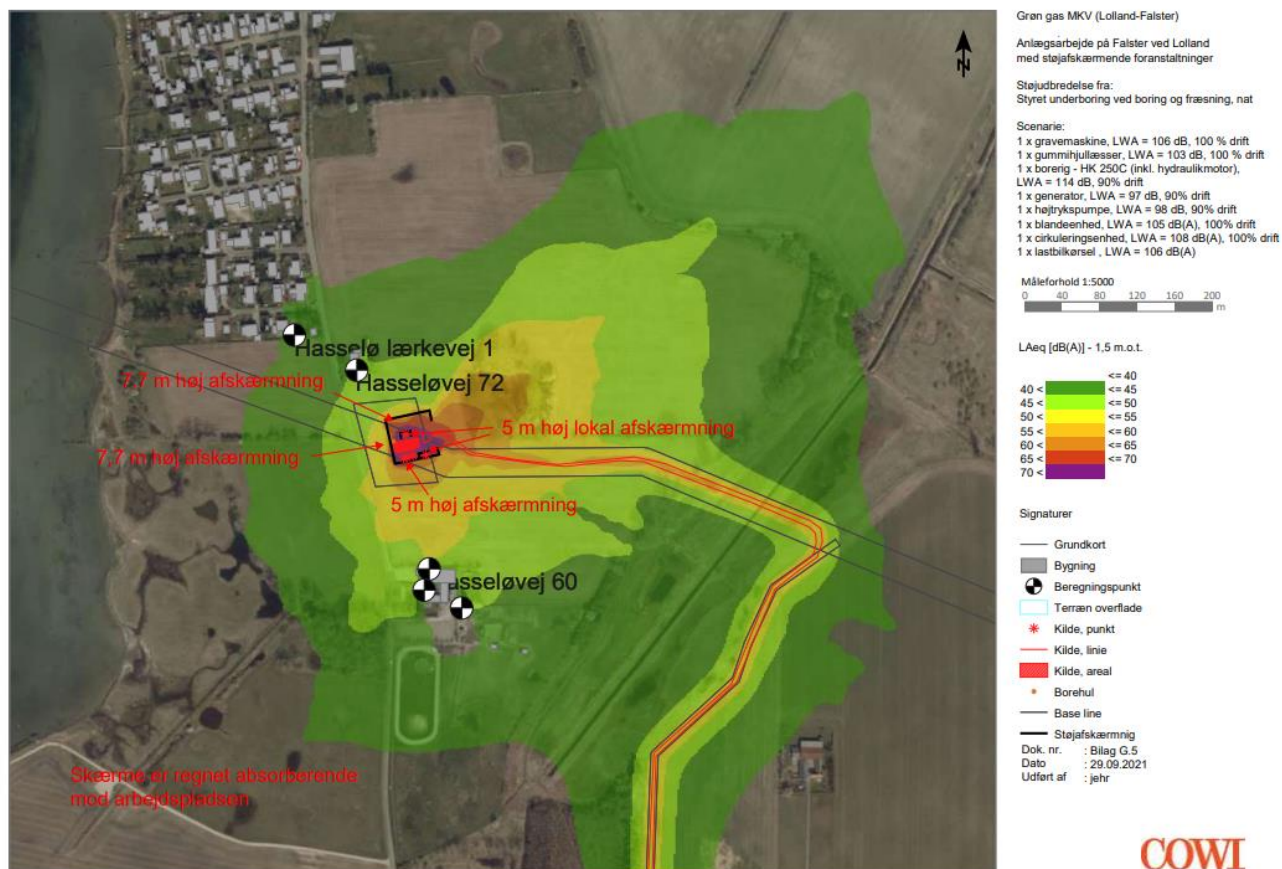 Grøn gas MKV (Lolland-Falster)
Anlægsarbejde på Falster ved Lolland
med støjafskærmende foranstaltninger
Støjudbredelse fra:
Styret underboring ved boring og fræsning, nat
Scenarie:
1 x gravemaskine, LWA = 106 dB, 100 % drift
1 x gummihjullæsser, LWA = 103 dB, 100 % drift
1 x borerig - HK 250C (inkl. hydraulikmotor),
LWA = 114 dB, 90% drift
1 x generator, LWA = 97 dB, 90% drift
1 x højtrykspumpe, LWA = 98 dB, 90% drift
1 x blandeenhed, LWA = 105 dB(A), 100% drift
1 x cirkuleringsenhed, LWA = 108 dB(A), 100% drift
1 x lastbilkørsel , LWA = 106 dB(A)
Måleforhold 1:5000
0 40 80 120 160 200
m
LAeq [dB(A)] - 1,5 m.o.t.
<= 40
40 < <= 45
45 < <= 50
50 < <= 55
55 < <= 60
60 < <= 65
65 < <= 70
70 <
Signaturer
Grundkort
Bygning
Beregningspunkt
Terræn overflade
Kilde, punkt
Kilde, linie
Kilde, areal
Borehul
Base line
Støjafskærmnig
Dok. nr. : Bilag G.5
Dato : 29.09.2021
Udført af : jehr
COWI
N
Hasselø lærkevej 1
7,7 m høj afskærmning
Hasseløvej 72
5 m høj lokal afskærmning
7,7 m høj afskærmning
5 m høj afskærmning
asseløvej 60
Skærme er regnet absorberende
mod arbejdspladsen